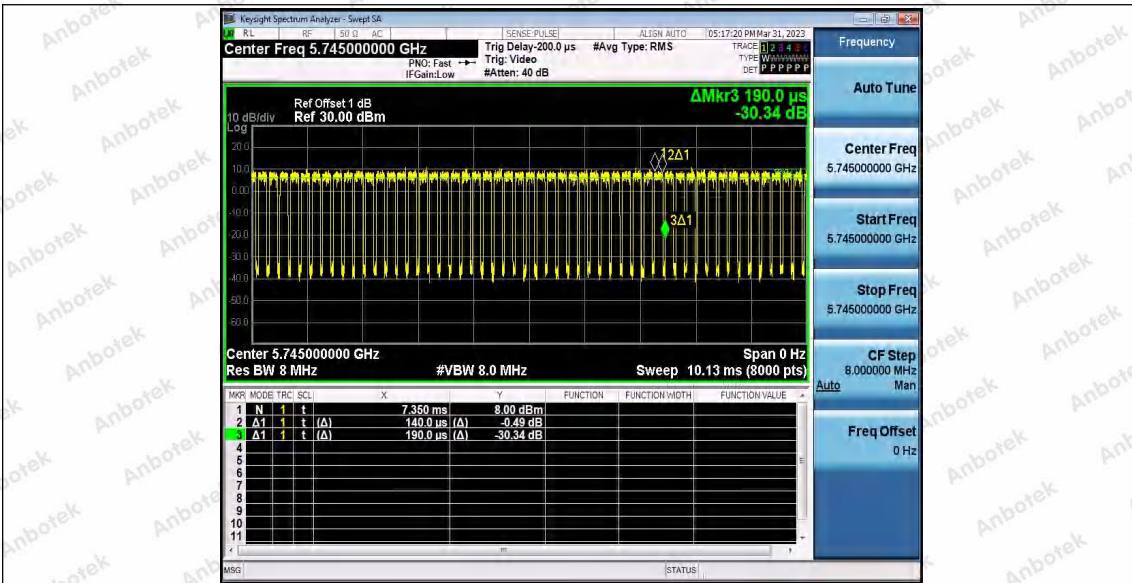 Keysight Spectrum Analyzer - Swept SA
RL RF 50 Ω AC SENSE:PULSE ALIGN AUTO 05:17:20 PM Mar 31, 2023
Center Freq 5.745000000 GHz
PNO: Fast
IFGain:Low
Trig Delay-200.0 µs
Trig: Video
#Atten: 40 dB
#Avg Type: RMS
TRACE 1 2 3 4 5 6
TYPE
DET P P P P P P
ΔMkr3 190.0 µs
-30.34 dB
Ref Offset 1 dB
10 dB/div Ref 30.00 dBm
Log
20.0
10.0
0.00
-10.0
-20.0
-30.0
-40.0
-50.0
-60.0
1 2Δ1
3Δ1
Center 5.745000000 GHz Span 0 Hz
Res BW 8 MHz #VBW 8.0 MHz Sweep 10.13 ms (8000 pts)
MKR MODE TRC SCL X Y FUNCTION FUNCTION WIDTH FUNCTION VALUE
1 N 1 t 7.350 ms 8.00 dBm
2 Δ1 1 t (Δ) 140.0 µs (Δ) -0.49 dB
3 Δ1 1 t (Δ) 190.0 µs (Δ) -30.34 dB
4
5
6
7
8
9
10
11
MSG STATUS
Frequency
Auto Tune
Center Freq
5.745000000 GHz
Start Freq
5.745000000 GHz
Stop Freq
5.745000000 GHz
CF Step
8.000000 MHz
Auto Man
Freq Offset
0 Hz
Anbotek